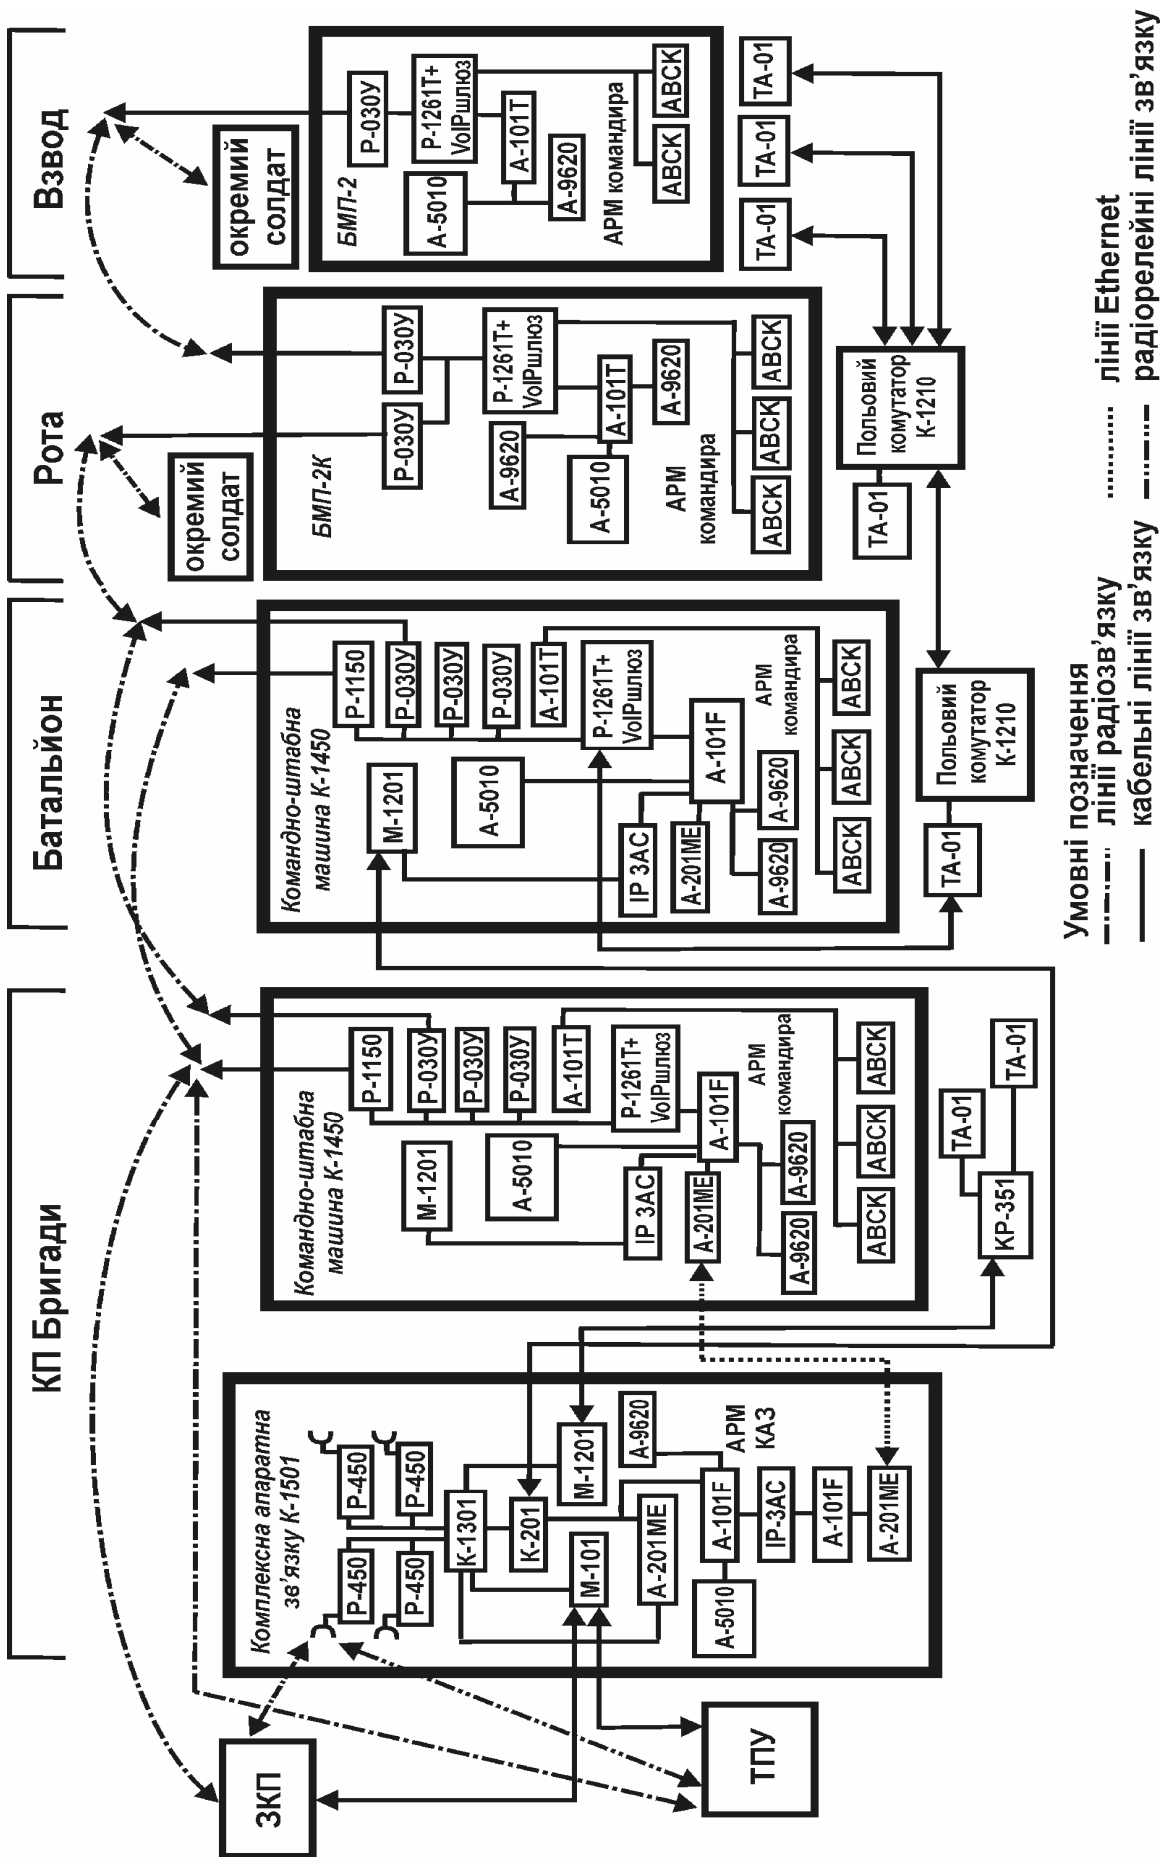 КП Бригади
Батальйон
Рота
Взвод
ЗКП
ТПУ
Комплексна апаратна
зв'язку К-1501
Р-450
Р-450
Р-450
Р-450
К-1301
К-201
М-1201
М-101
А-201МЕ
А-9620
А-101F
А-5010
АРМ
КАЗ
ІР-ЗАС
А-101F
А-201МЕ
Командно-штабна
машина К-1450
Р-1150
Р-030У
Р-030У
Р-030У
А-101Т
М-1201
А-5010
Р-1261Т+
VoIPшлюз
ІР ЗАС
А-201МЕ
А-101F
АРМ
командира
А-9620
А-9620
АВСК
АВСК
АВСК
КР-351
ТА-01
ТА-01
Командно-штабна
машина К-1450
Р-1150
Р-030У
Р-030У
Р-030У
А-101Т
М-1201
А-5010
Р-1261Т+
VoIPшлюз
ІР ЗАС
А-201МЕ
А-101F
АРМ
командира
А-9620
А-9620
АВСК
АВСК
АВСК
ТА-01
Польовий
комутатор
К-1210
окремий
солдат
БМП-2К
Р-030У
Р-030У
Р-1261Т+
VoIPшлюз
А-9620
А-101Т
А-9620
А-5010
АРМ
командира
АВСК
АВСК
АВСК
ТА-01
Польовий
комутатор
К-1210
окремий
солдат
БМП-2
Р-030У
Р-1261Т+
VoIPшлюз
А-5010
А-101Т
А-9620
АРМ командира
АВСК
АВСК
ТА-01
ТА-01
ТА-01
Умовні позначення
лінії радіозв'язку
лінії Ethernet
кабельні лінії зв'язку
радіорелейні лінії зв'язку